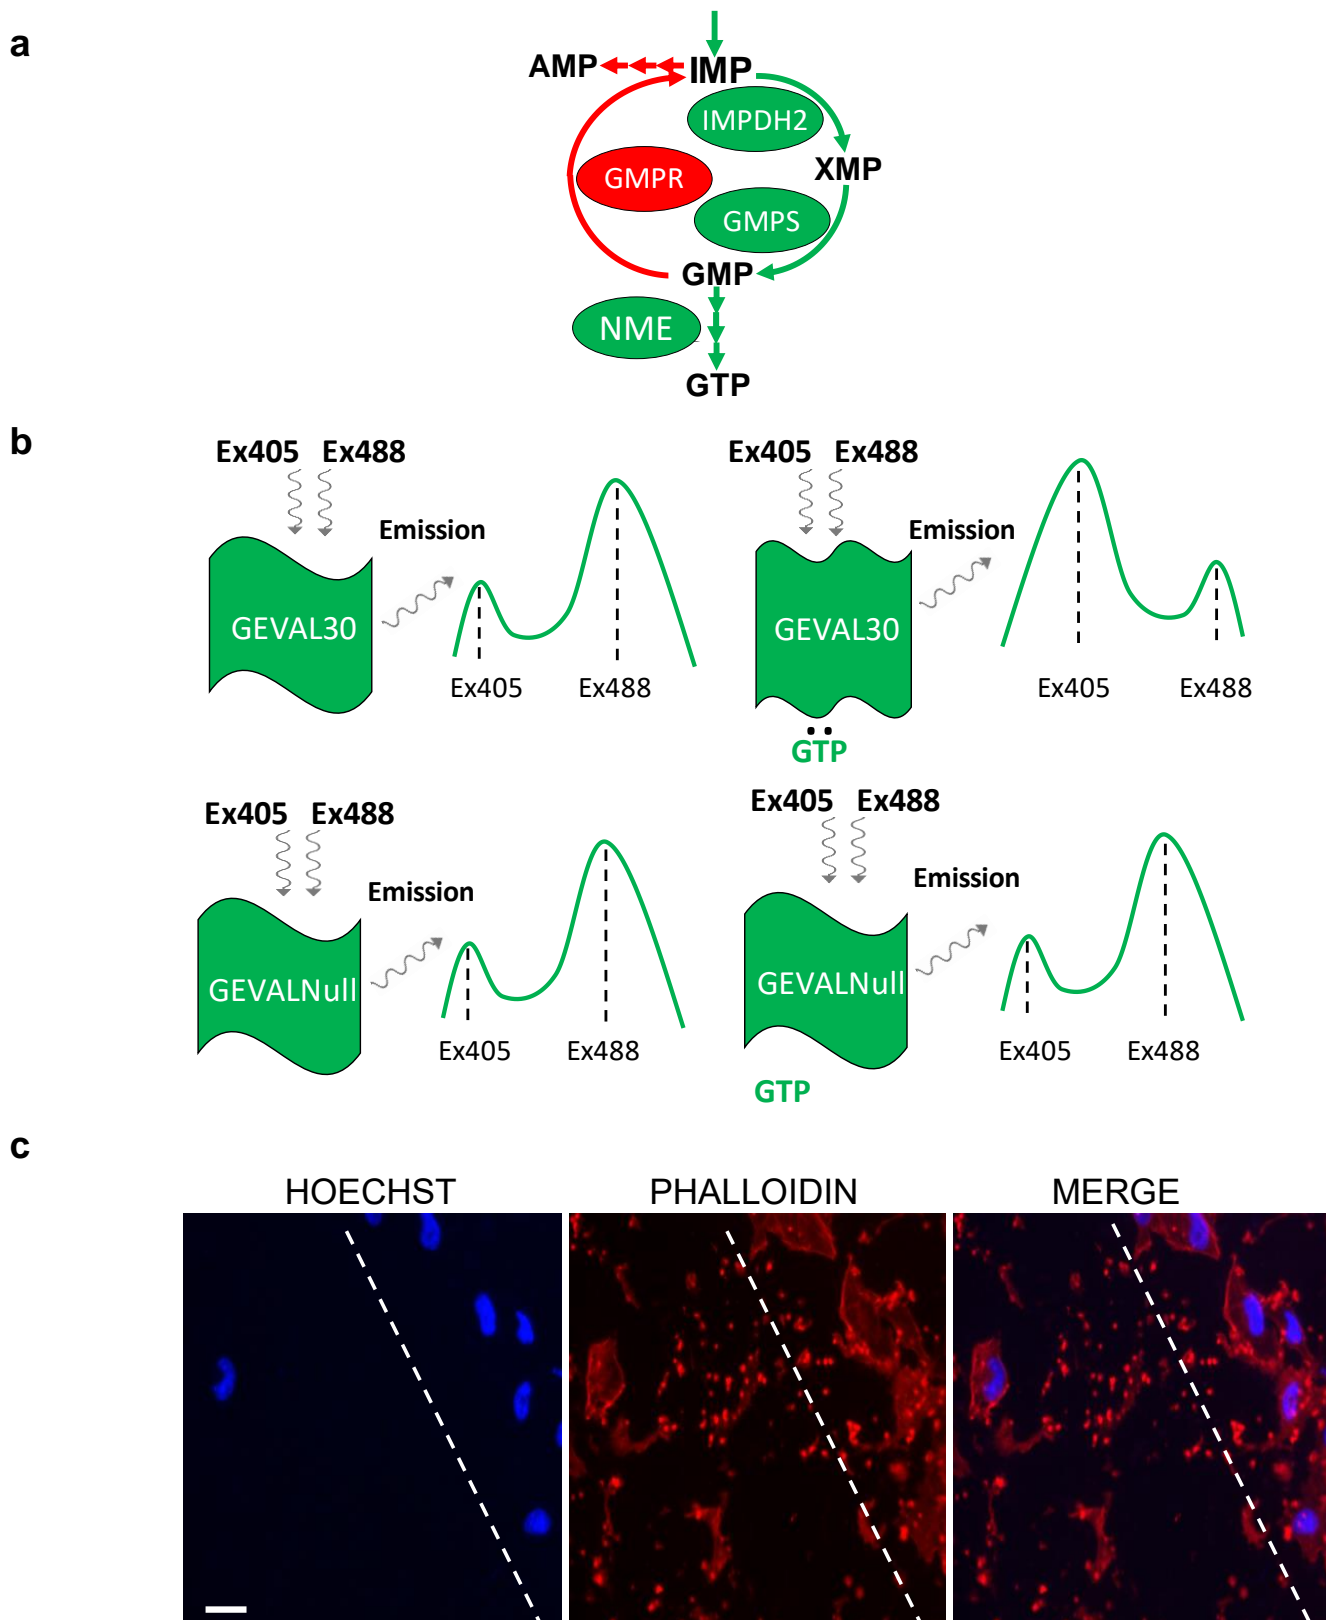 a
AMP IMP
IMPDH2
XMP
GMPR
GMPS
GMP
NME
GTP
b
Ex405 Ex488
Emission
GEVAL30
Ex405 Ex488
Ex405 Ex488
Emission
GEVAL30
Ex405 Ex488
GTP
Ex405 Ex488
Emission
GEVALNull
Ex405 Ex488
Ex405 Ex488
Emission
GEVALNull
Ex405 Ex488
GTP
c
HOECHST PHALLOIDIN MERGE